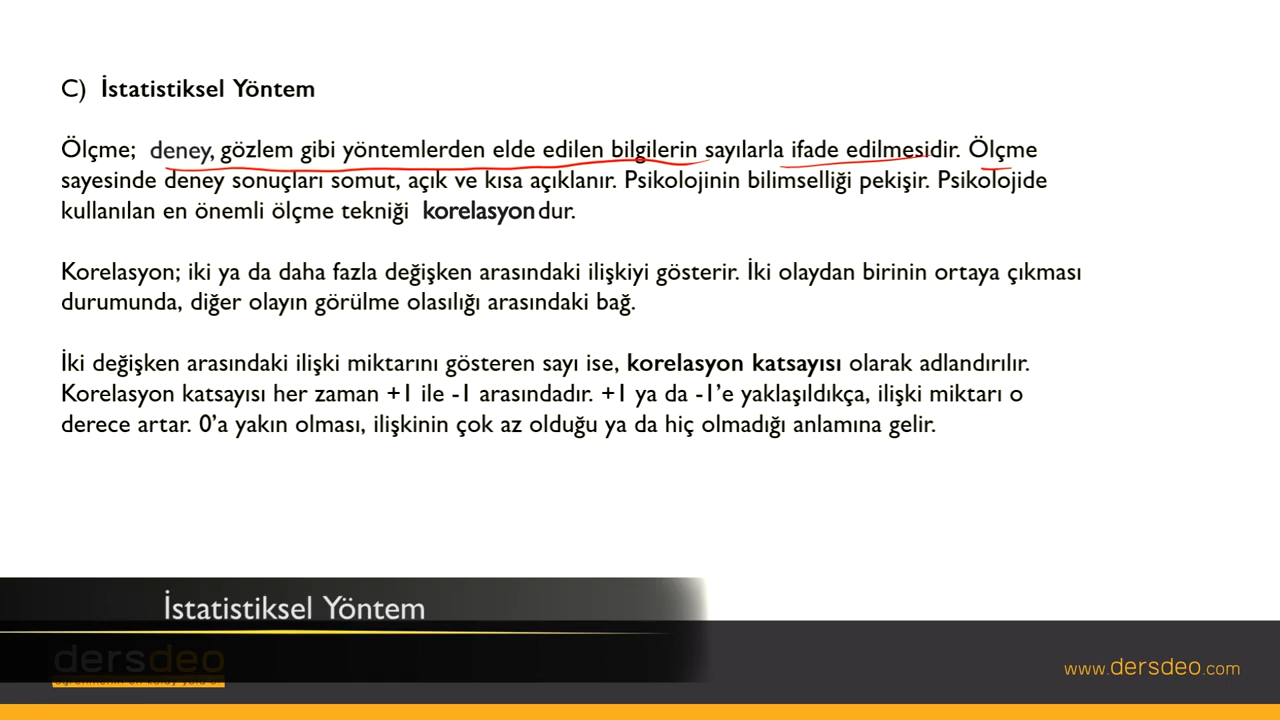 C) İstatistiksel Yöntem
Ölçme; deney, gözlem gibi yöntemlerden elde edilen bilgilerin sayılarla ifade edilmesidir. Ölçme
sayesinde deney sonuçları somut, açık ve kısa açıklanır. Psikolojinin bilimselliği pekişir. Psikolojide
kullanılan en önemli ölçme tekniği korelasyondur.
Korelasyon; iki ya da daha fazla değişken arasındaki ilişkiyi gösterir. İki olaydan birinin ortaya çıkması
durumunda, diğer olayın görülme olasılığı arasındaki bağ.
İki değişken arasındaki ilişki miktarını gösteren sayı ise, korelasyon katsayısı olarak adlandırılır.
Korelasyon katsayısı her zaman +1 ile -1 arasındadır. +1 ya da -1’e yaklaşıldıkça, ilişki miktarı o
derece artar. 0’a yakın olması, ilişkinin çok az olduğu ya da hiç olmadığı anlamına gelir.
İstatistiksel Yöntem
dersdeo
www.dersdeo.com